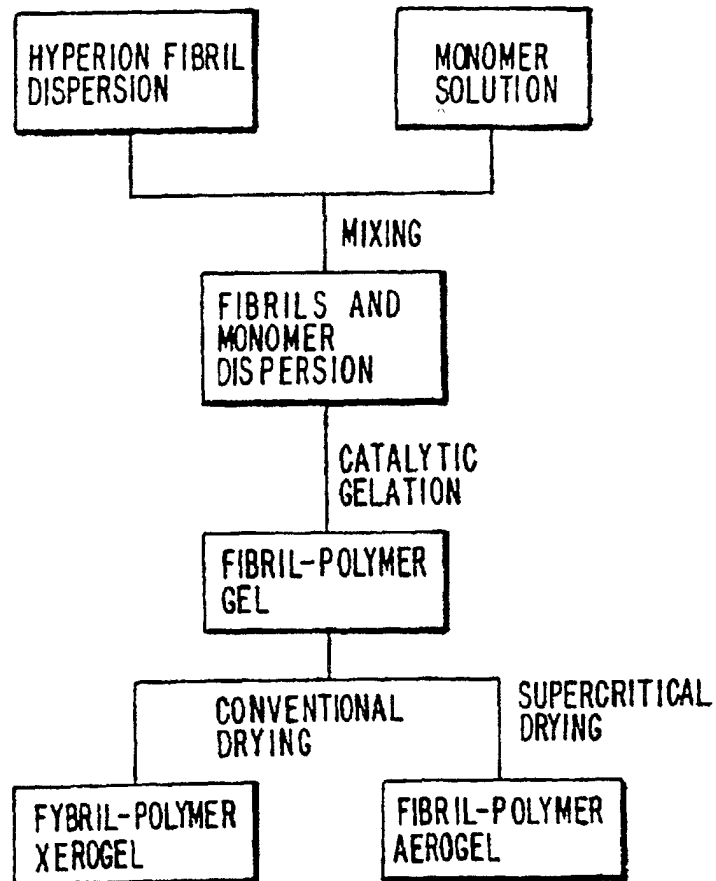 HYPERION FIBRIL
DISPERSION
MONOMER
SOLUTION
MIXING
FIBRILS AND
MONOMER
DISPERSION
CATALYTIC
GELATION
FIBRIL-POLYMER
GEL
CONVENTIONAL
DRYING
SUPERCRITICAL
DRYING
FYBRIL-POLYMER
XEROGEL
FIBRIL-POLYMER
AEROGEL